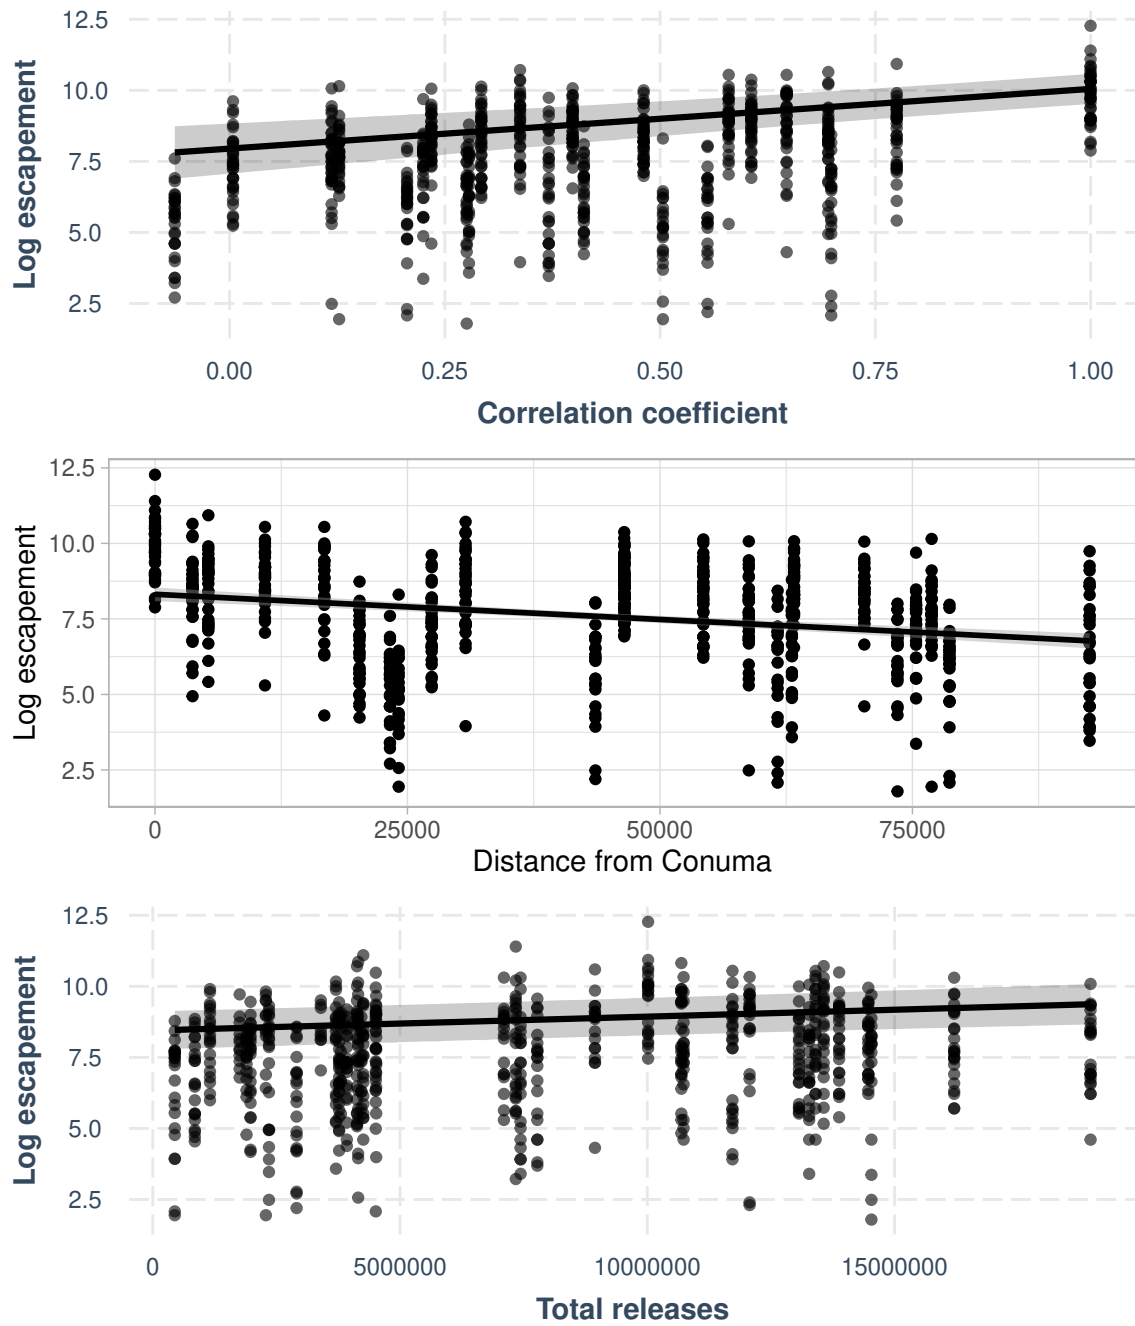 12.5
10.0
7.5
5.0
2.5
Log escapement
0.00 0.25 0.50 0.75 1.00
Correlation coefficient
12.5
10.0
7.5
5.0
2.5
Log escapement
0 25000 50000 75000
Distance from Conuma
12.5
10.0
7.5
5.0
2.5
Log escapement
0 5000000 10000000 15000000
Total releases